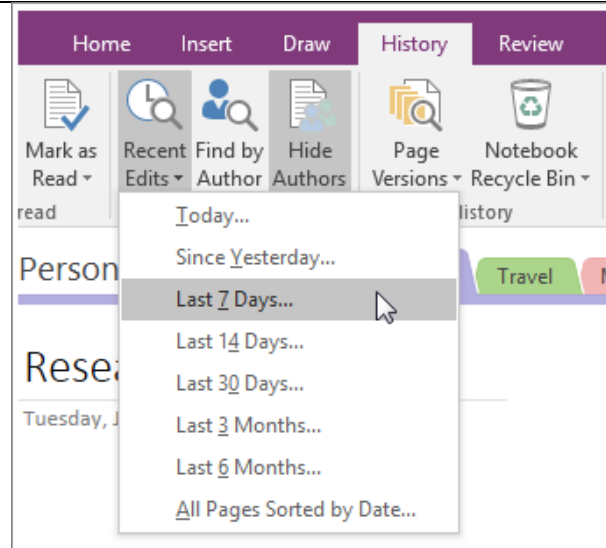 Home Insert Draw History Review
Mark as Recent Find by Hide Page Notebook
Read Edits Author Authors Versions Recycle Bin
read listory
Today...
Since Yesterday...
Person Travel
Last 7 Days...
Last 14 Days...
Resea
Last 30 Days...
Tuesday, J
Last 3 Months...
Last 6 Months...
All Pages Sorted by Date...